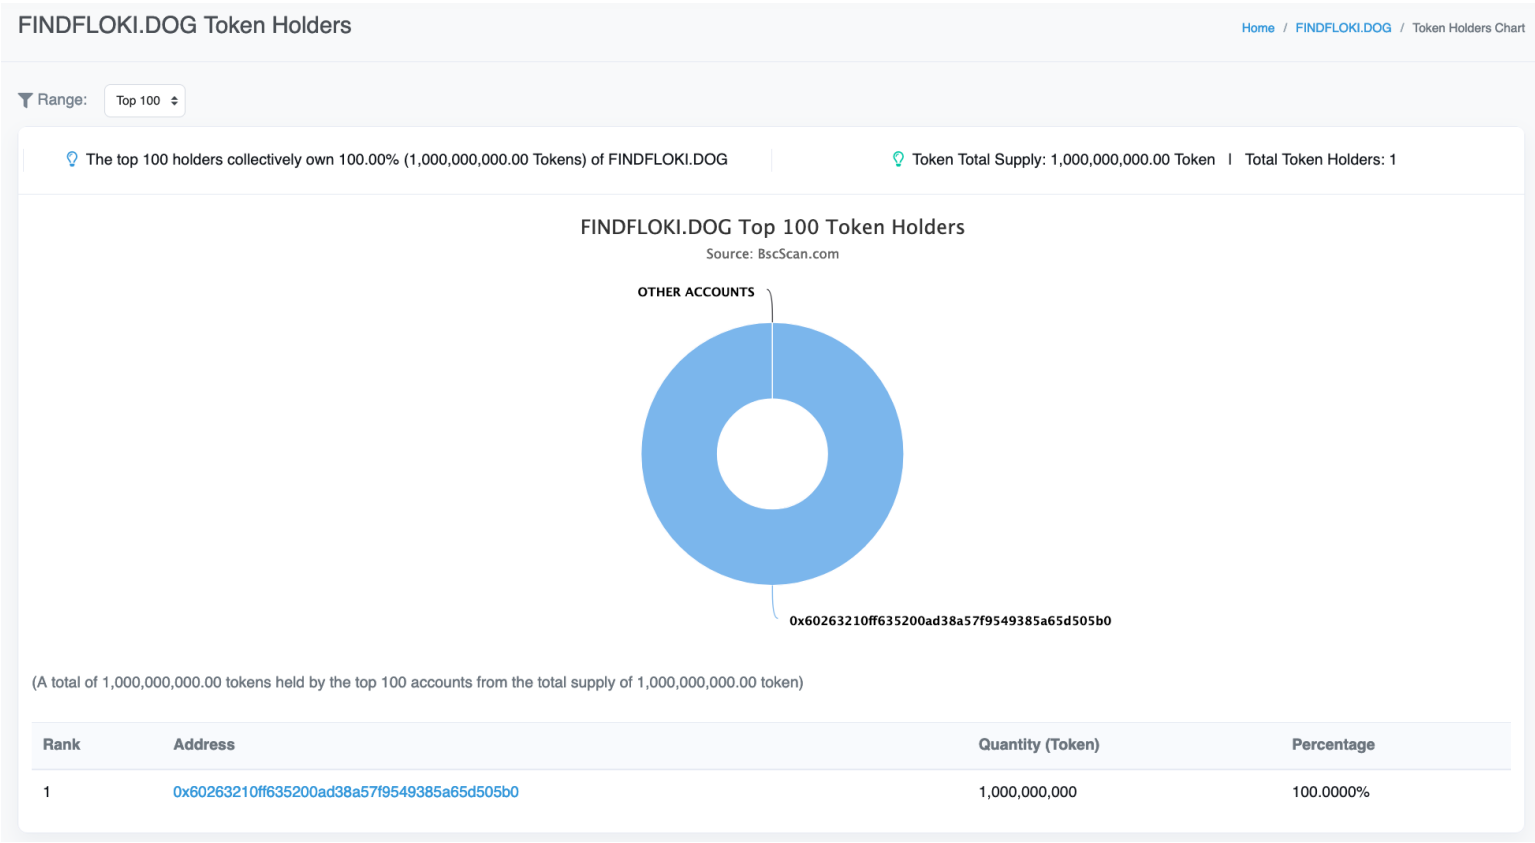 FINDFLOKI.DOG Token Holders
Home / FINDFLOKI.DOG / Token Holders Chart
Range: Top 100
The top 100 holders collectively own 100.00% (1,000,000,000.00 Tokens) of FINDFLOKI.DOG
Token Total Supply: 1,000,000,000.00 Token | Total Token Holders: 1
FINDFLOKI.DOG Top 100 Token Holders
Source: BscScan.com
OTHER ACCOUNTS
0x60263210ff635200ad38a57f9549385a65d505b0
(A total of 1,000,000,000.00 tokens held by the top 100 accounts from the total supply of 1,000,000,000.00 token)
Rank Address Quantity (Token) Percentage
1 0x60263210ff635200ad38a57f9549385a65d505b0 1,000,000,000 100.0000%